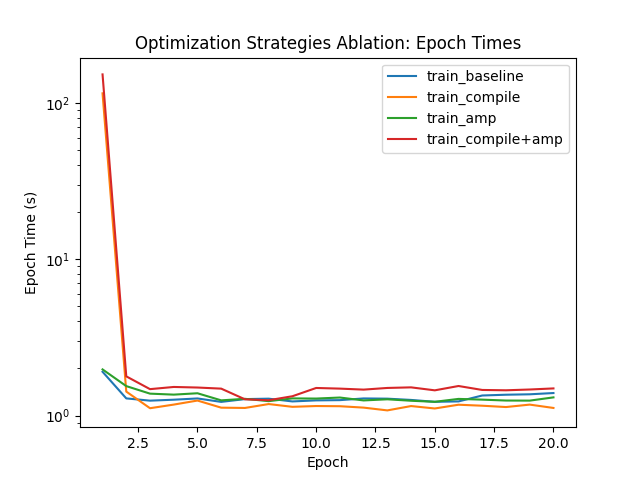 Optimization Strategies Ablation: Epoch Times
train_baseline
train_compile
train_amp
train_compile+amp
Epoch Time (s)
10²
10¹
10⁰
2.5 5.0 7.5 10.0 12.5 15.0 17.5 20.0
Epoch